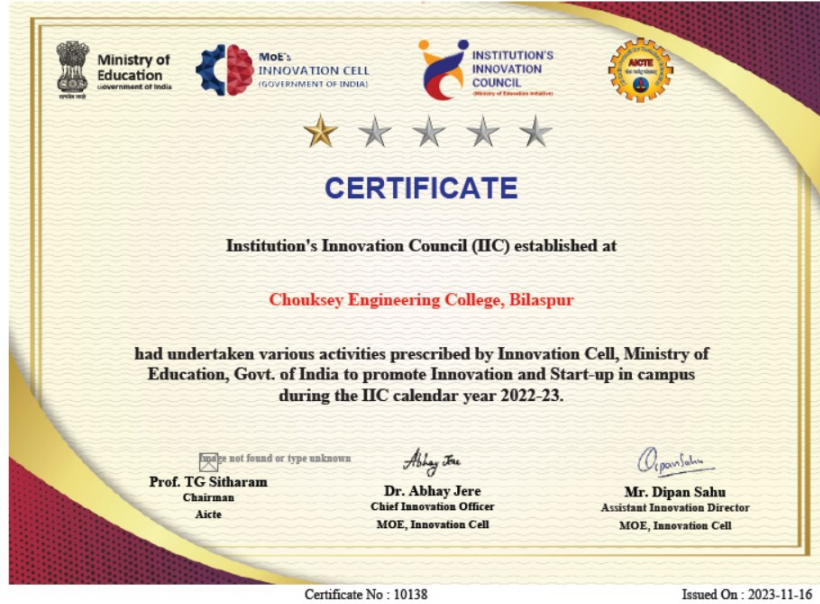 Ministry of
Education
Government of India
MoE's
INNOVATION CELL
(GOVERNMENT OF INDIA)
INSTITUTION'S
INNOVATION
COUNCIL
(Ministry of Education Initiative)
AICTE
CERTIFICATE
Institution's Innovation Council (IIC) established at
Chouksey Engineering College, Bilaspur
had undertaken various activities prescribed by Innovation Cell, Ministry of
Education, Govt. of India to promote Innovation and Start-up in campus
during the IIC calendar year 2022-23.
Image not found or type unknown
Abhay Jere
Dipan Sahu
Prof. TG Sitharam
Chairman
Aicte
Dr. Abhay Jere
Chief Innovation Officer
MOE, Innovation Cell
Mr. Dipan Sahu
Assistant Innovation Director
MOE, Innovation Cell
Certificate No : 10138
Issued On : 2023-11-16